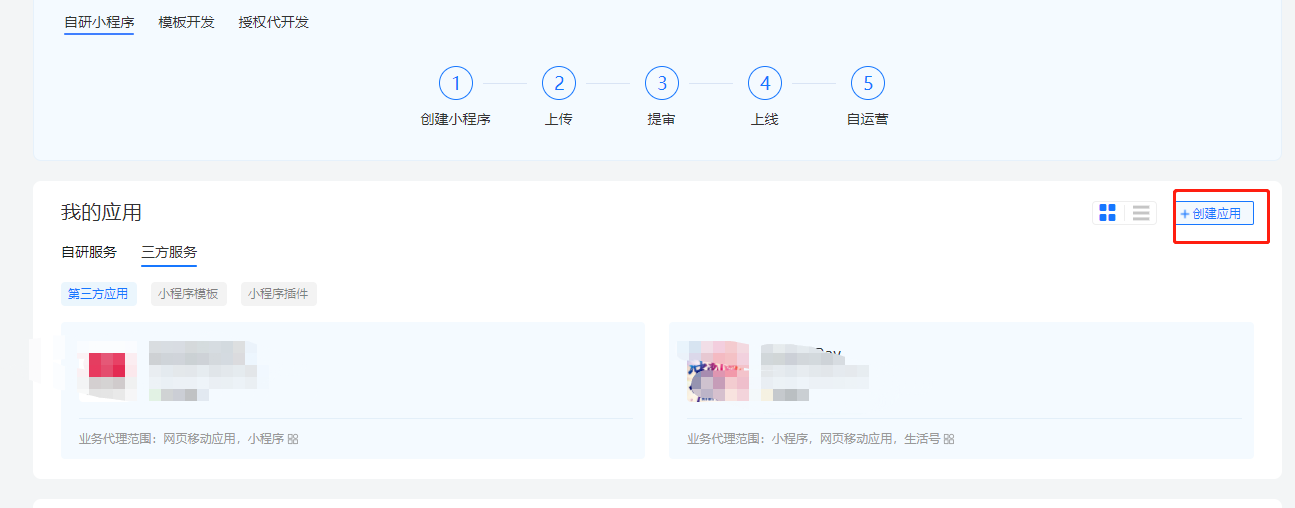 自研小程序 模板开发 授权代开发
1 2 3 4 5
创建小程序 上传 提审 上线 自运营
我的应用
+ 创建应用
自研服务 三方服务
第三方应用 小程序模板 小程序插件
业务代理范围：网页移动应用，小程序
业务代理范围：小程序，网页移动应用，生活号